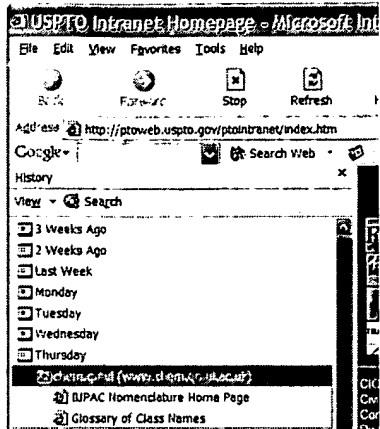 USPTO Intranet Homepage - Microsoft Int
File Edit View Favorites Tools Help
Back Forward Stop Refresh
Address http://ptoweb.uspto.gov/ptointranet/index.htm
Google Search Web
History x
View Search
3 Weeks Ago
2 Weeks Ago
Last Week
Monday
Tuesday
Wednesday
Thursday
IUPAC Nomenclature Home Page
Glossary of Class Names